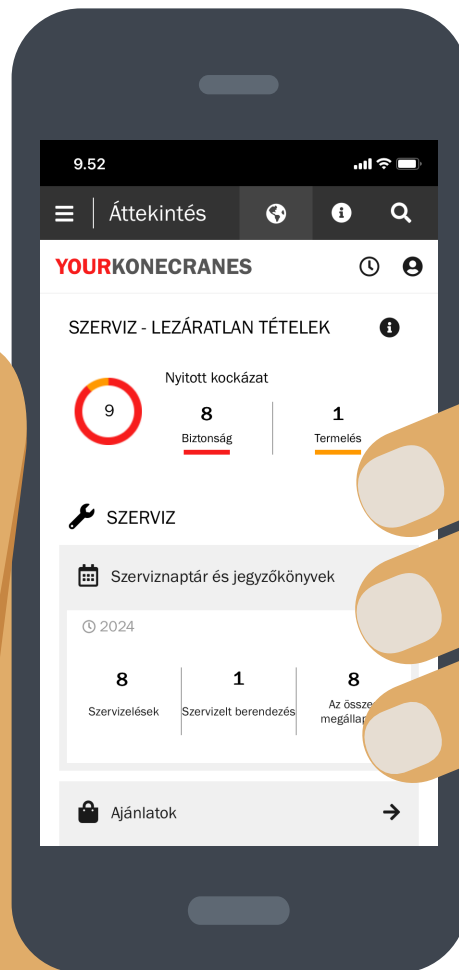 9.52
Áttekintés
YOURKONECRANES
SZERVIZ - LEZÁRATLAN TÉTELEK
Nyitott kockázat
9
8
1
Biztonság
Termelés
SZERVIZ
Szerviznaptár és jegyzőkönyvek
2024
8
1
8
Szervizelések
Szervizelt berendezés
Az
Ajánlatok